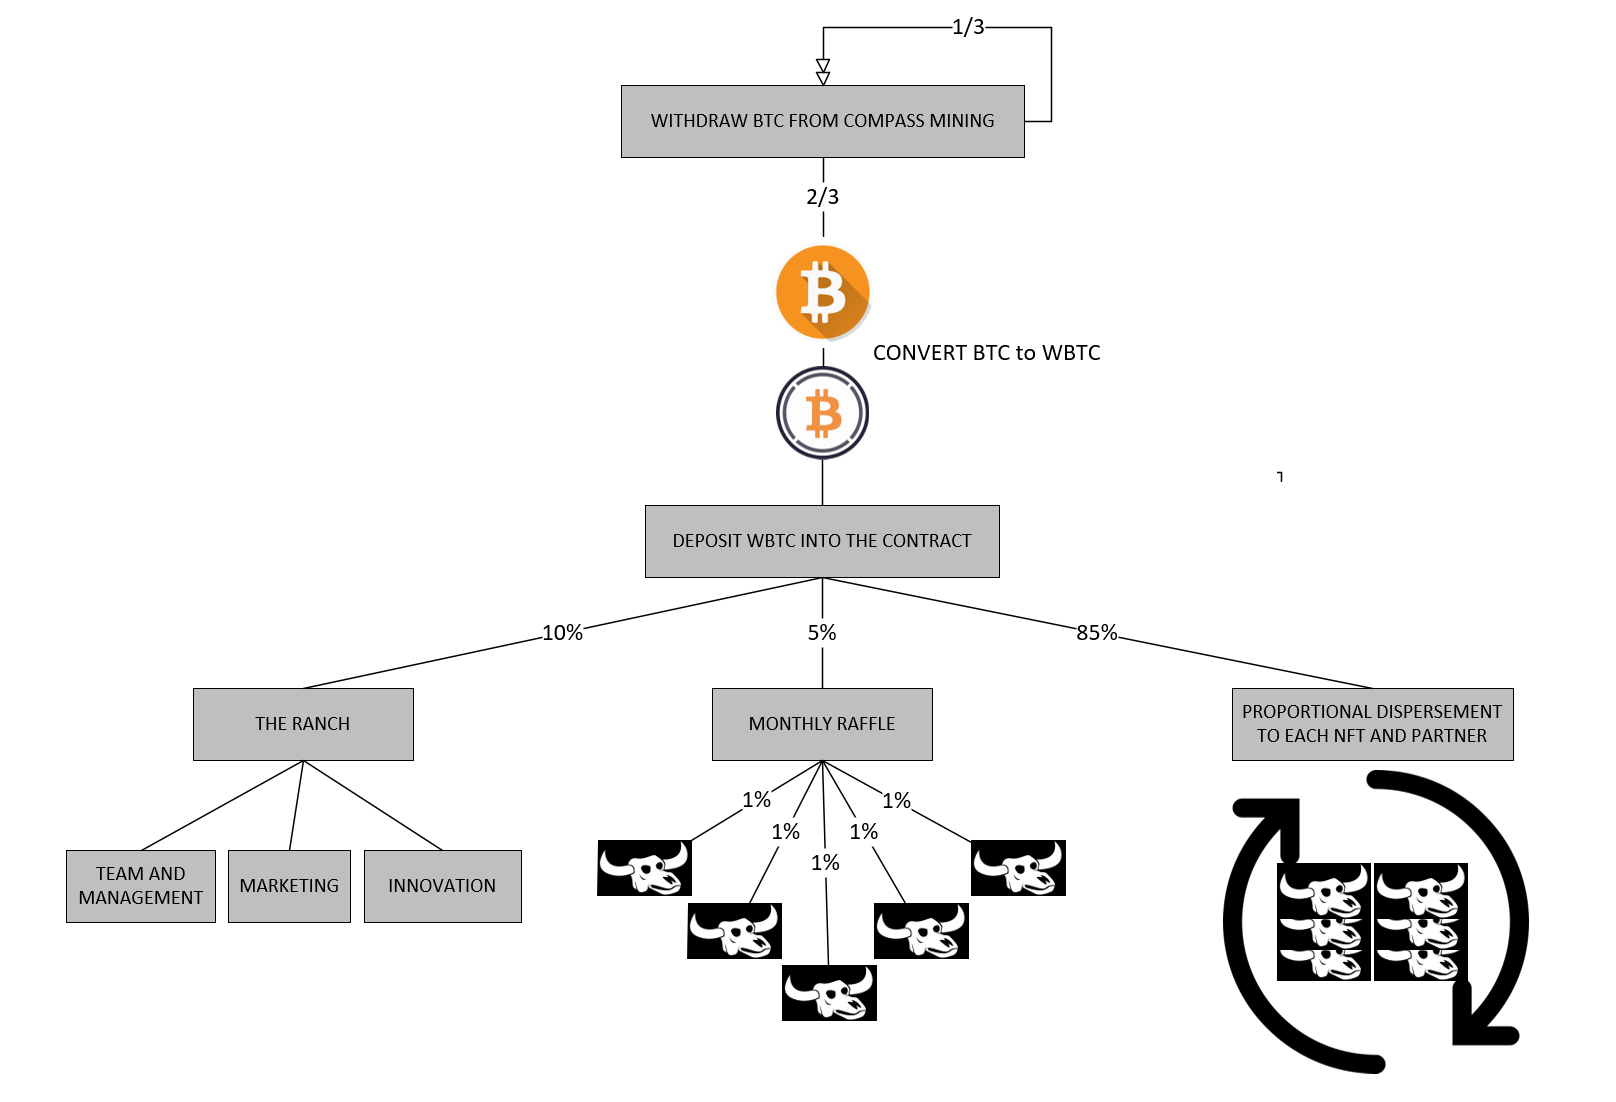 1/3
WITHDRAW BTC FROM COMPASS MINING
2/3
CONVERT BTC to WBTC
DEPOSIT WBTC INTO THE CONTRACT
10%
5%
85%
THE RANCH
MONTHLY RAFFLE
PROPORTIONAL DISPERSEMENT
TO EACH NFT AND PARTNER
1%
1%
1%
1%
1%
TEAM AND
MANAGEMENT
MARKETING
INNOVATION